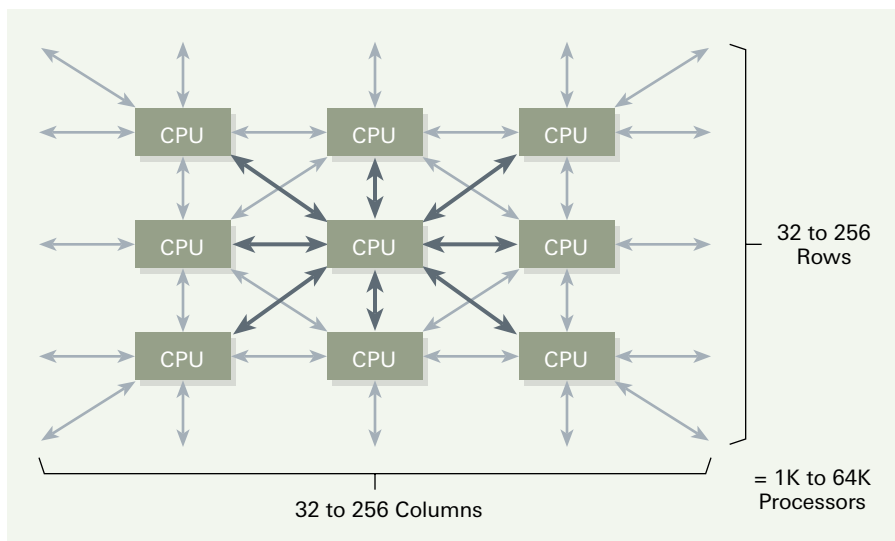 CPU
CPU
CPU
CPU
CPU
CPU
CPU
CPU
CPU
32 to 256
Rows
32 to 256 Columns
= 1K to 64K
Processors